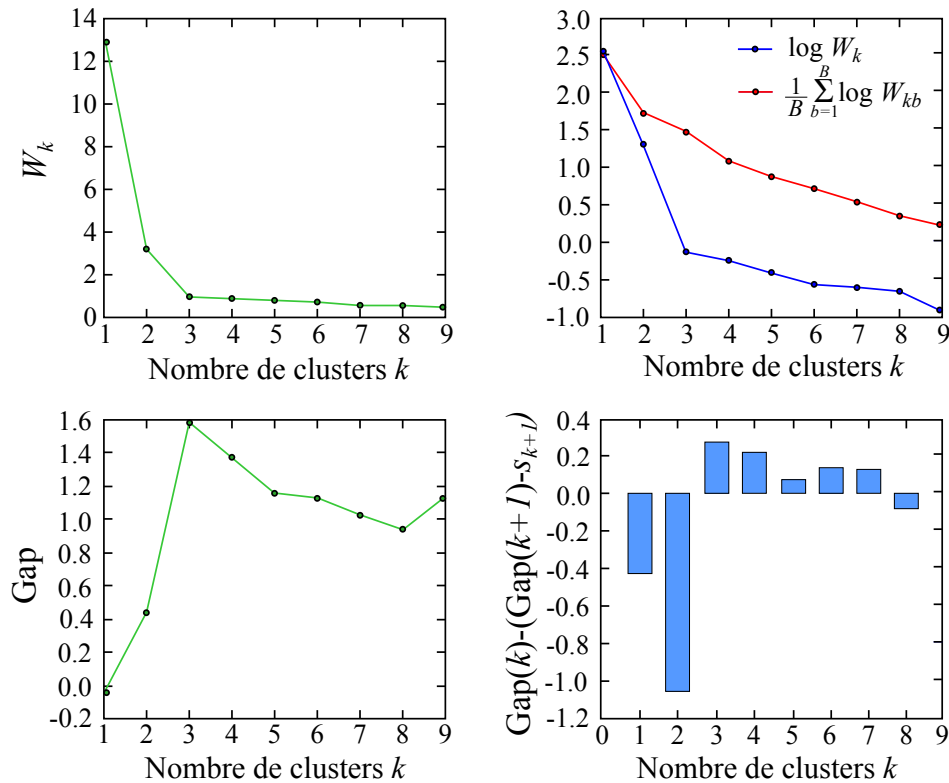 14
12
10
8
6
4
2
0
W_k
1 2 3 4 5 6 7 8 9
Nombre de clusters k
3.0
2.5
2.0
1.5
1.0
0.5
0.0
-0.5
-1.0
log W_k
1/B ∑_{b=1}^{B} log W_{kb}
1 2 3 4 5 6 7 8 9
Nombre de clusters k
1.6
1.4
1.2
1.0
0.8
0.6
0.4
0.2
0.0
-0.2
Gap
1 2 3 4 5 6 7 8 9
Nombre de clusters k
0.4
0.2
0.0
-0.2
-0.4
-0.6
-0.8
-1.0
-1.2
Gap(k)-(Gap(k+1)-s_{k+1})
0 1 2 3 4 5 6 7 8 9
Nombre de clusters k